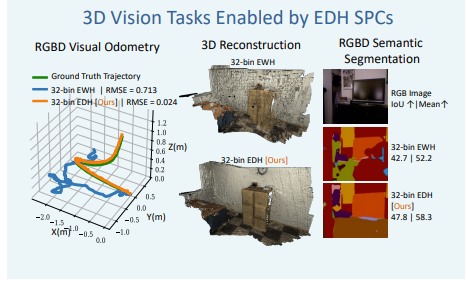 3D Vision Tasks Enabled by EDH SPCs
RGBD Visual Odometry
Ground Truth Trajectory
32-bin EWH | RMSE = 0.713
32-bin EDH [Ours] | RMSE = 0.024
1.2
1.0
0.8
0.6
0.4
0.2
0.0
Z(m)
0.5
0.0
-0.5
-1.0
Y(m)
-2.0
-1.5
-1.0
-0.5
0.0
X(m)
3D Reconstruction
32-bin EWH
32-bin EDH [Ours]
RGBD Semantic
Segmentation
RGB Image
IoU ↑|Mean↑
32-bin EWH
42.7 | 52.2
32-bin EDH
[Ours]
47.8 | 58.3